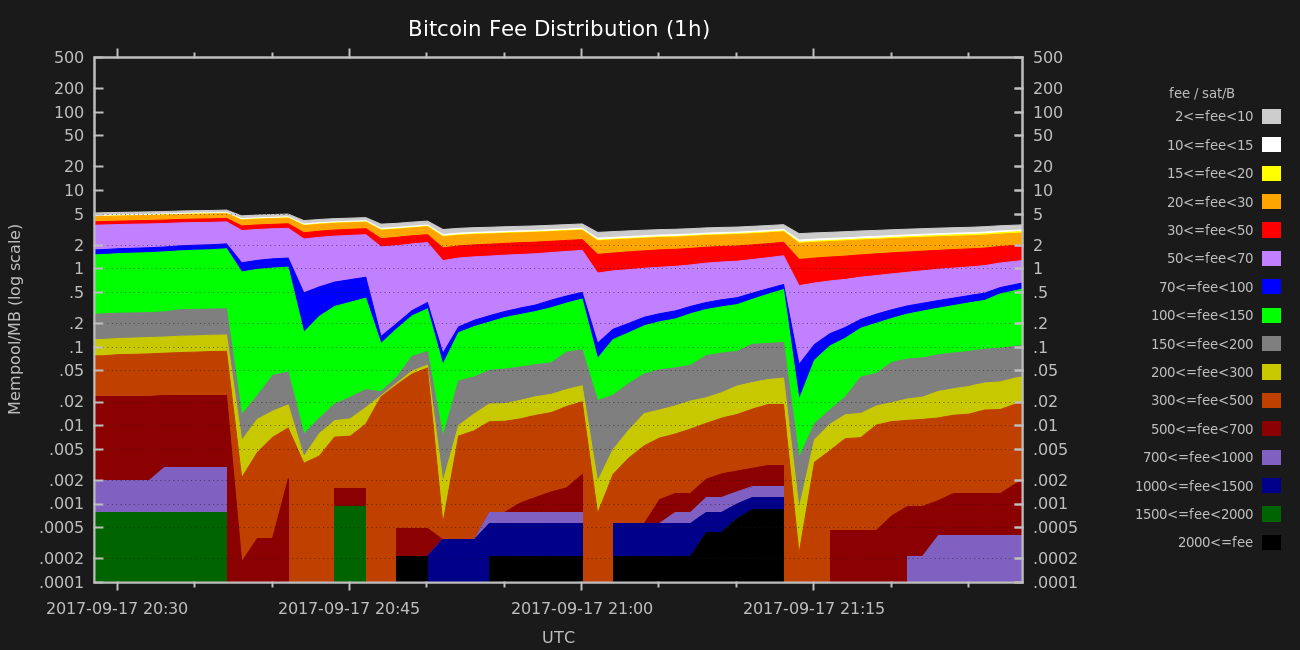 Bitcoin Fee Distribution (1h)
500
200
100
50
20
10
5
2
1
.5
.2
.1
.05
.02
.01
.005
.002
.001
.0005
.0002
.0001
Mempool/MB (log scale)
2017-09-17 20:30
2017-09-17 20:45
2017-09-17 21:00
2017-09-17 21:15
UTC
500
200
100
50
20
10
5
2
1
.5
.2
.1
.05
.02
.01
.005
.002
.001
.0005
.0002
.0001
fee / sat/B
2<=fee<10
10<=fee<15
15<=fee<20
20<=fee<30
30<=fee<50
50<=fee<70
70<=fee<100
100<=fee<150
150<=fee<200
200<=fee<300
300<=fee<500
500<=fee<700
700<=fee<1000
1000<=fee<1500
1500<=fee<2000
2000<=fee